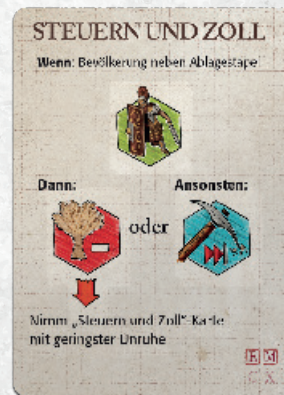 STEUERN UND ZOLL
Wenn: Bevölkerung neben Ablagestape
Dann:
Ansonsten:
oder
Nimm „Steuern und Zoll“-Karte
mit geringster Unruhe